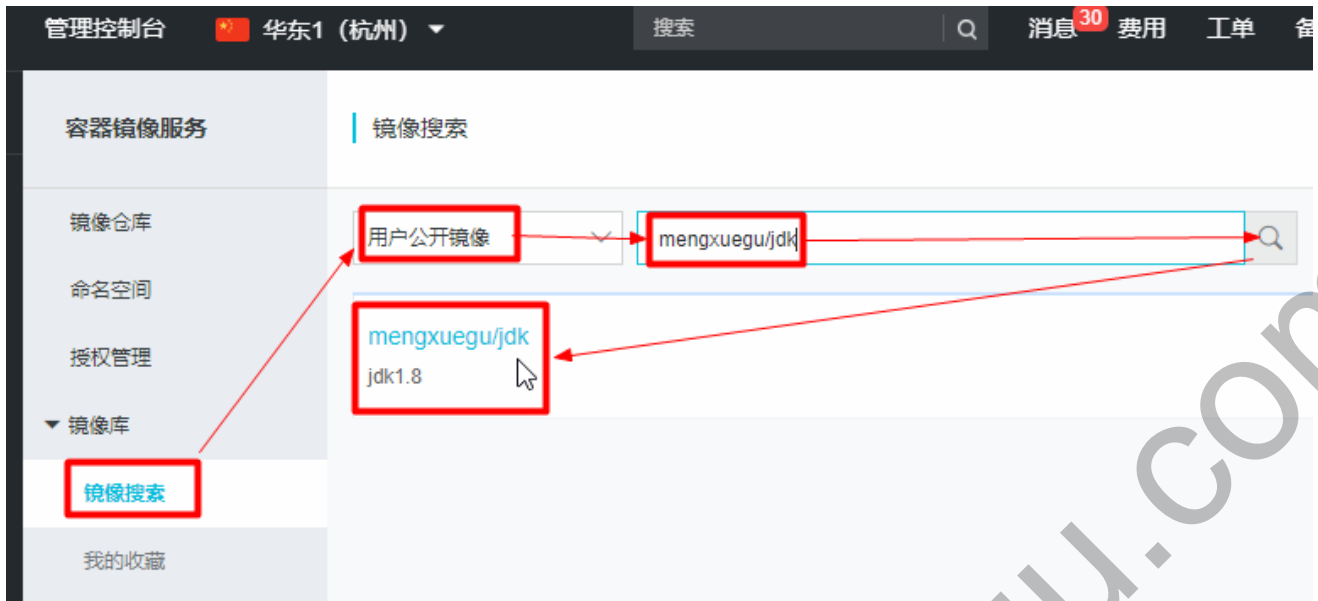 管理控制台 华东1（杭州） 搜索 消息 30 费用 工单
容器镜像服务
镜像搜索
镜像仓库
用户公开镜像 mengxuegu/jdk
命名空间
mengxuegu/jdk
授权管理
jdk1.8
镜像库
镜像搜索
我的收藏
u.com